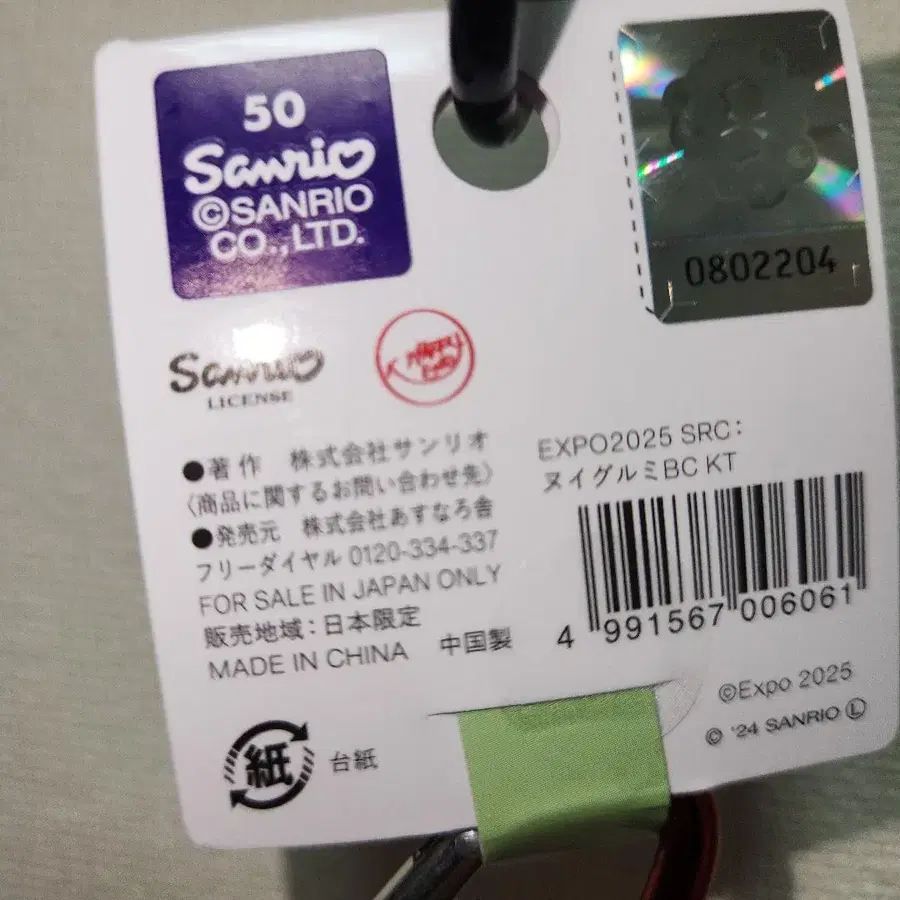 50
Sanrio
©SANRIO
CO.,LTD.
0802204
Sanrio
LICENSE
●著作 株式会社サンリオ
〈商品に関するお問い合わせ先〉
●発売元 株式会社あすなろ舎
フリーダイヤル 0120-334-337
FOR SALE IN JAPAN ONLY
販売地域：日本限定
MADE IN CHINA 中国製
紙 台紙
EXPO2025 SRC：
ヌイグルミBC KT
4 991567 006061
©Expo 2025
© '24 SANRIO Ⓛ